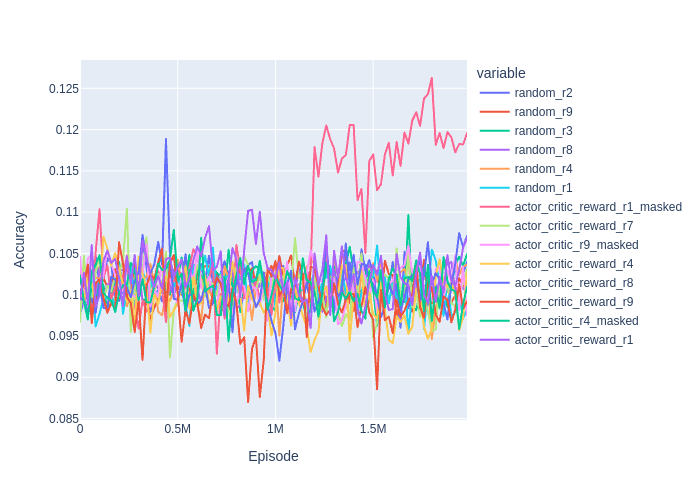 variable
random_r2
random_r9
random_r3
random_r8
random_r4
random_r1
actor_critic_reward_r1_masked
actor_critic_reward_r7
actor_critic_r9_masked
actor_critic_reward_r4
actor_critic_reward_r8
actor_critic_reward_r9
actor_critic_r4_masked
actor_critic_reward_r1
Accuracy
0.125
0.12
0.115
0.11
0.105
0.1
0.095
0.09
0.085
0
0.5M
1M
1.5M
Episode